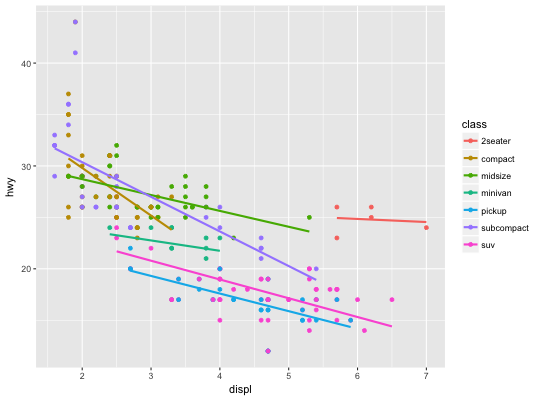 hwy
40
30
20
2
3
4
5
6
7
displ
class
2seater
compact
midsize
minivan
pickup
subcompact
suv